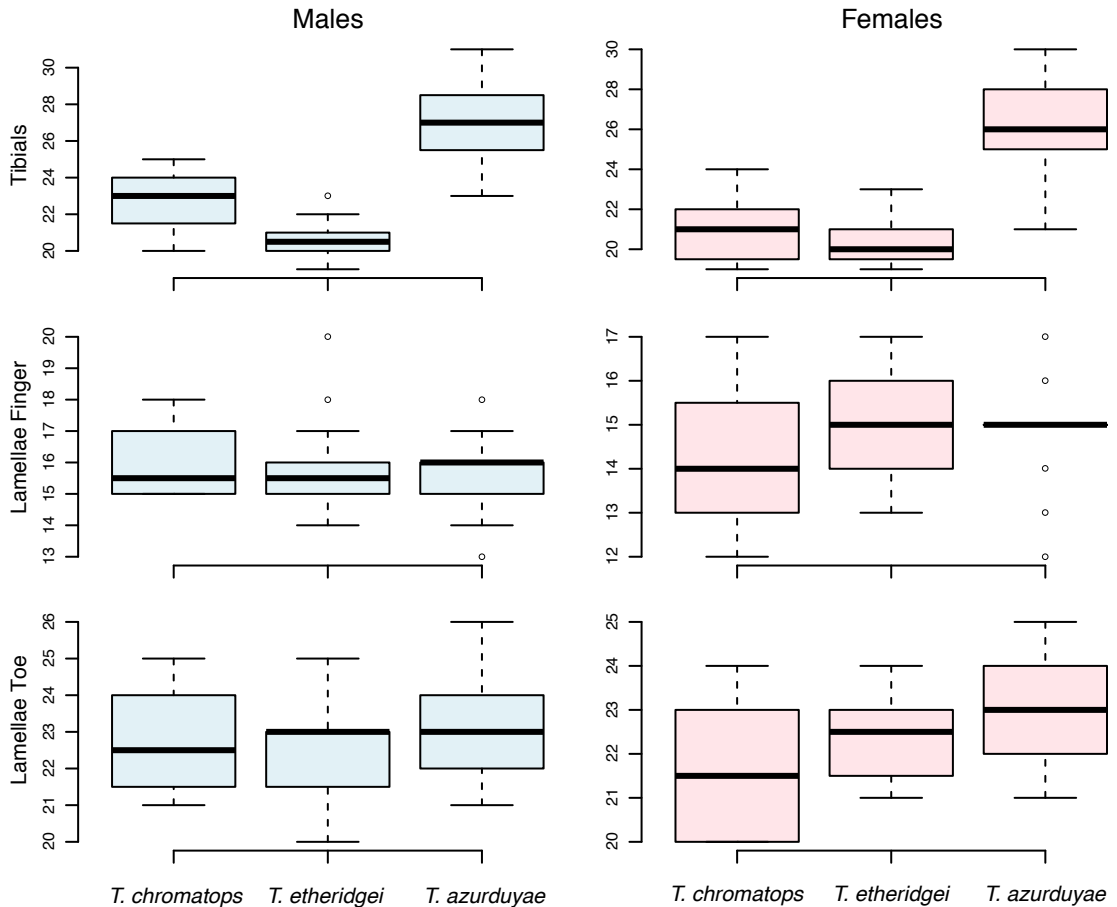 Males Females
Tibials
20 22 24 26 28 30
20 22 24 26 28 30
Lamellae Finger
13 14 15 16 17 18 19 20
12 13 14 15 16 17
Lamellae Toe
20 21 22 23 24 25 26
20 21 22 23 24 25
T. chromatops T. etheridgei T. azurduyae T. chromatops T. etheridgei T. azurduyae